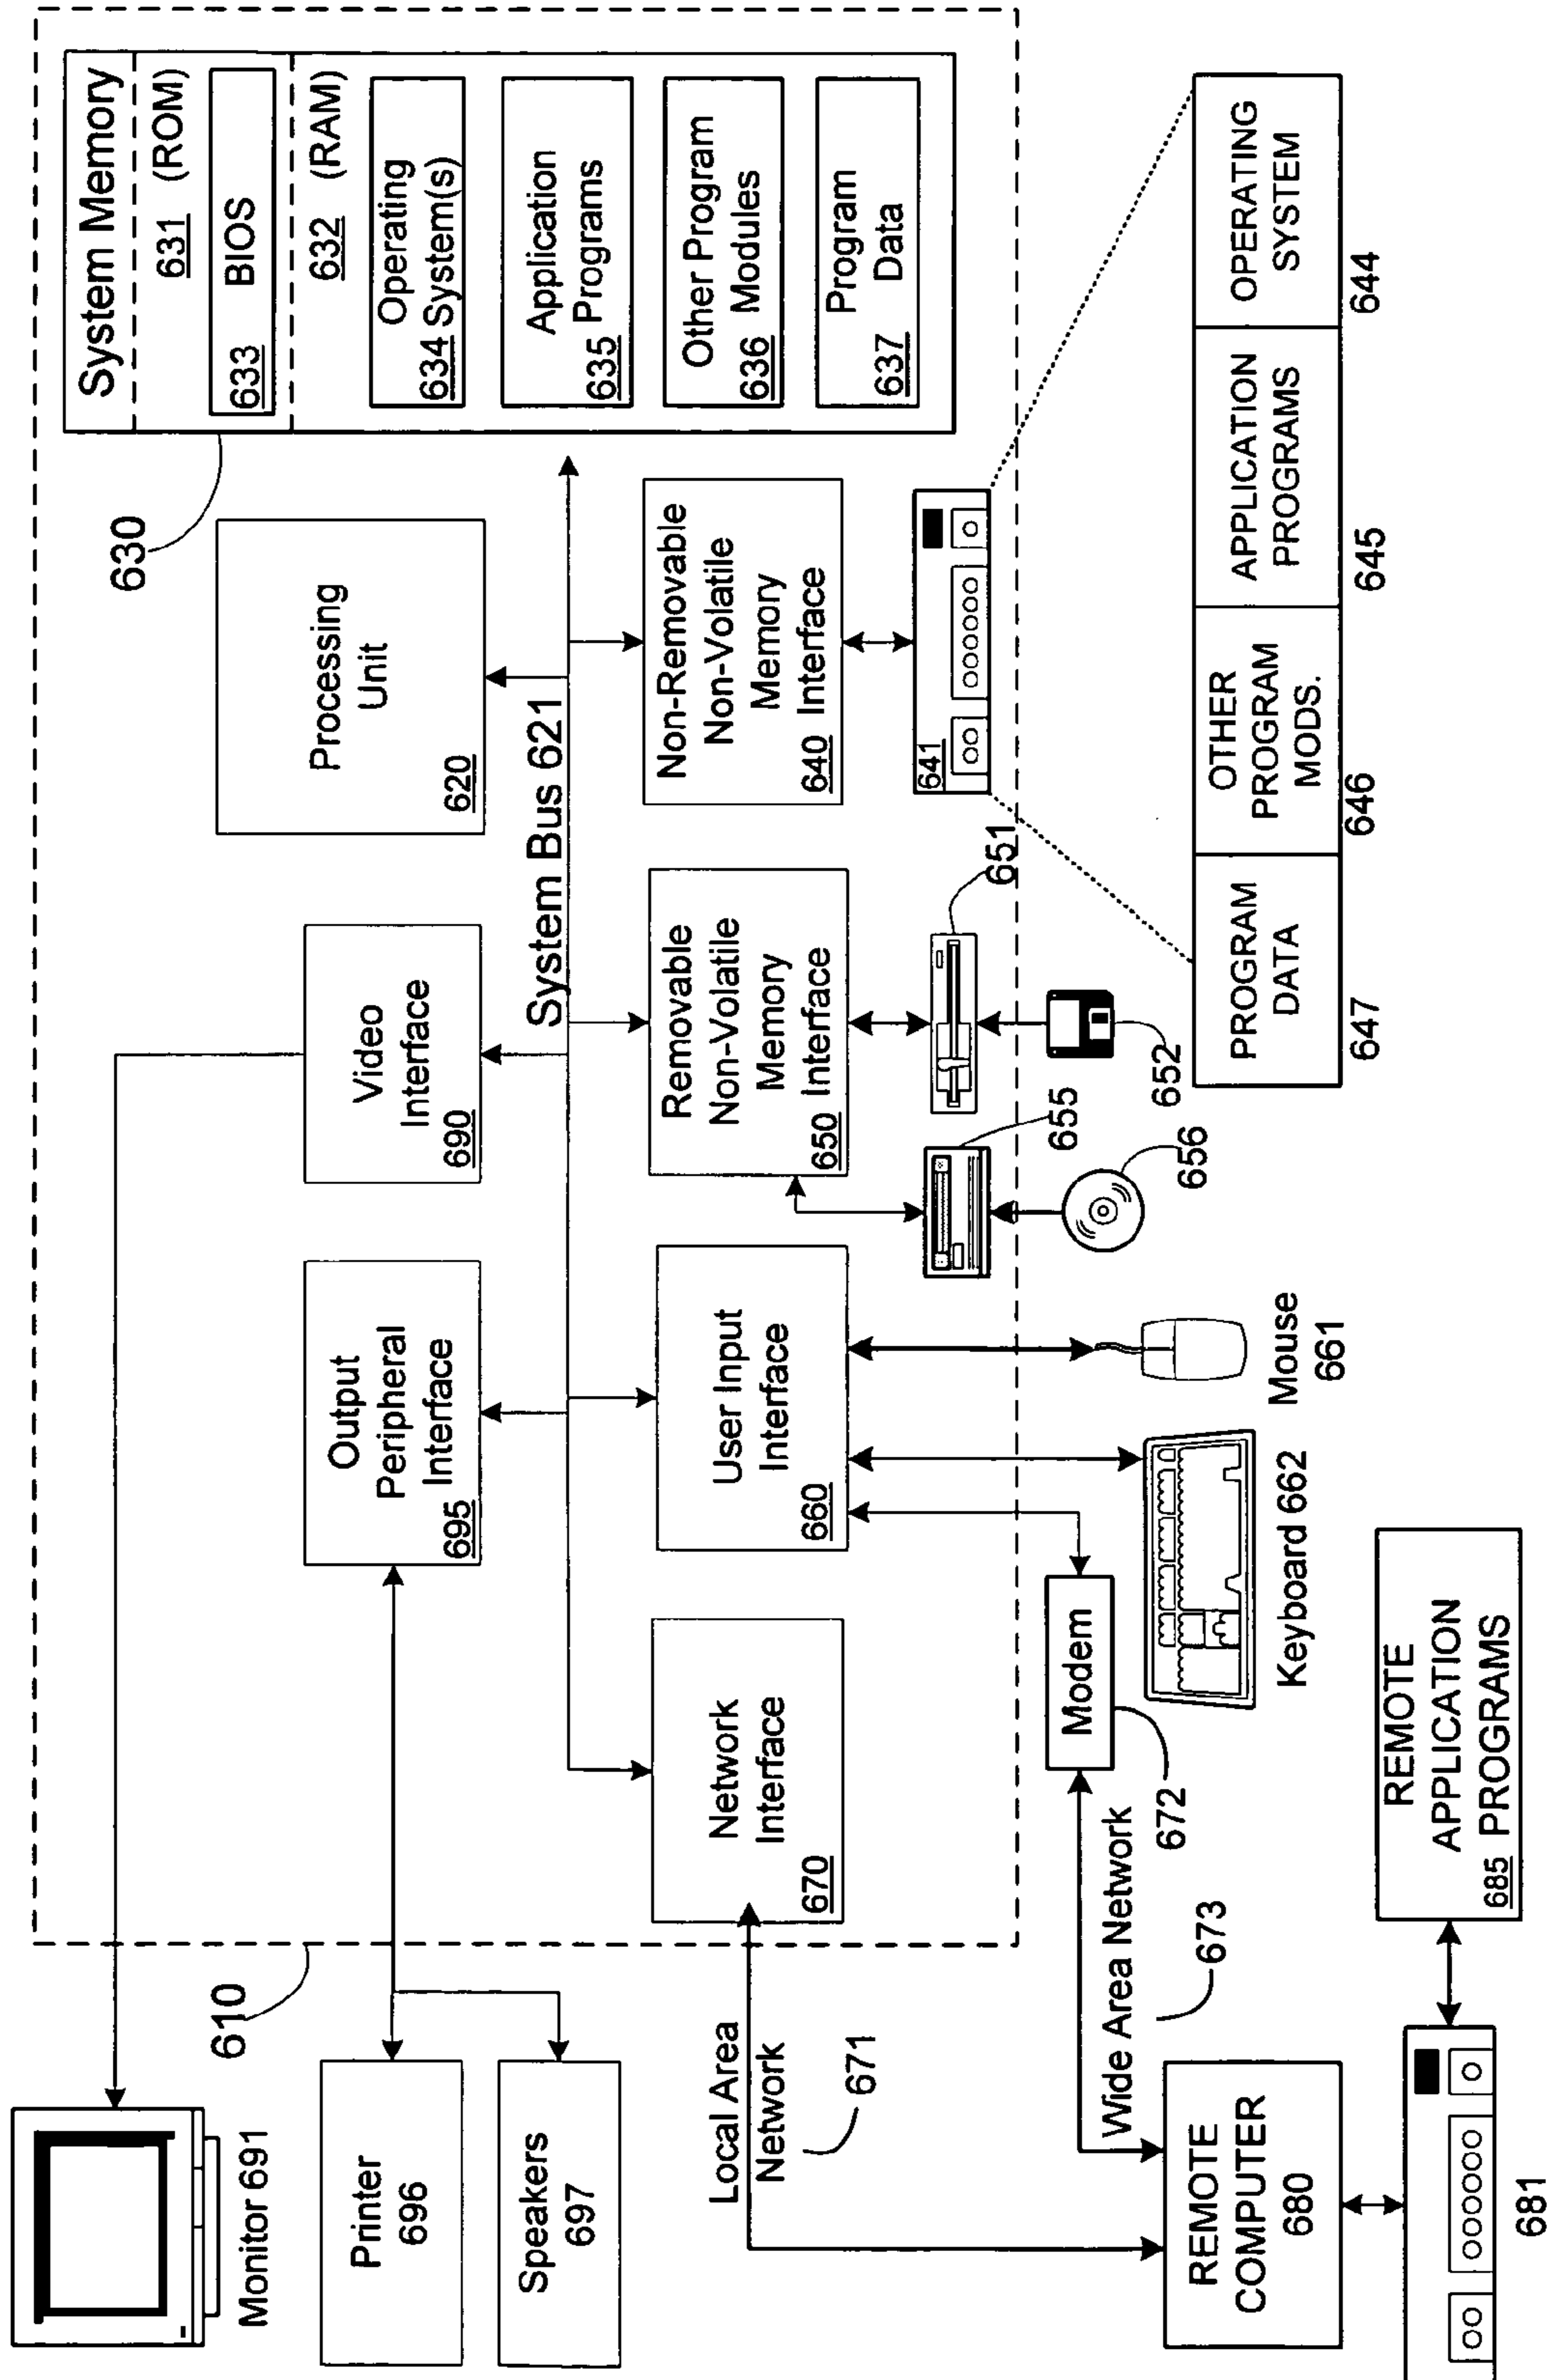 System Memory
631 (ROM)
BIOS
633
632 (RAM)
Operating
634 System(s)
Application
Programs
635
Other Program
Modules
636
Program
Data
637
630
Processing
Unit
620
Video
Interface
690
Output
Peripheral
Interface
695
System Bus 621
Non-Removable
Non-Volatile
Memory
640 Interface
Removable
Non-Volatile
Memory
650 Interface
User Input
Interface
660
Network
Interface
670
641
651
652
655
656
OPERATING
SYSTEM
644
APPLICATION
PROGRAMS
645
OTHER
PROGRAM
MODS.
646
PROGRAM
DATA
647
Mouse
661
Keyboard 662
Modem
672
610
Monitor 691
Printer
696
Speakers
697
Local Area
Network
671
Wide Area Network
673
REMOTE
COMPUTER
680
681
REMOTE
APPLICATION
685 PROGRAMS